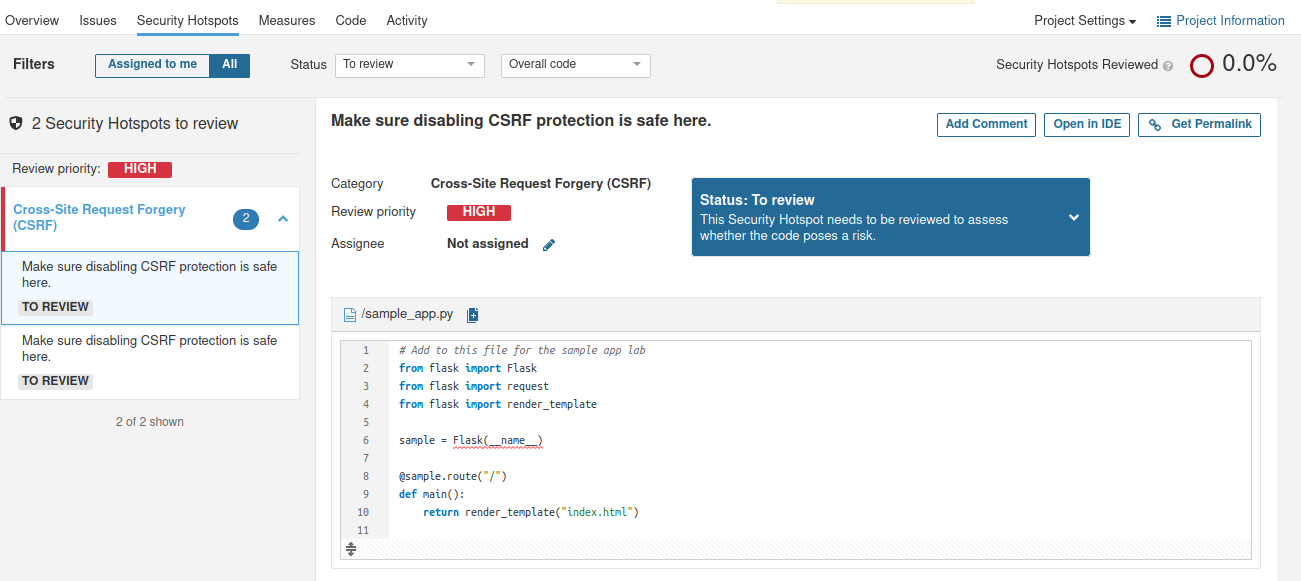 Overview Issues Security Hotspots Measures Code Activity Project Settings Project Information
Filters Assigned to me All Status To review Overall code Security Hotspots Reviewed ? 0.0%
2 Security Hotspots to review
Review priority: HIGH
Cross-Site Request Forgery
(CSRF)
2
Make sure disabling CSRF protection is safe
here.
TO REVIEW
Make sure disabling CSRF protection is safe
here.
TO REVIEW
2 of 2 shown
Make sure disabling CSRF protection is safe here.
Add Comment Open in IDE Get Permalink
Category Cross-Site Request Forgery (CSRF)
Review priority HIGH
Assignee Not assigned
Status: To review
This Security Hotspot needs to be reviewed to assess
whether the code poses a risk.
/sample_app.py
1 # Add to this file for the sample app lab
2 from flask import Flask
3 from flask import request
4 from flask import render_template
5
6 sample = Flask(__name__)
7
8 @sample.route("/")
9 def main():
10 return render_template("index.html")
11